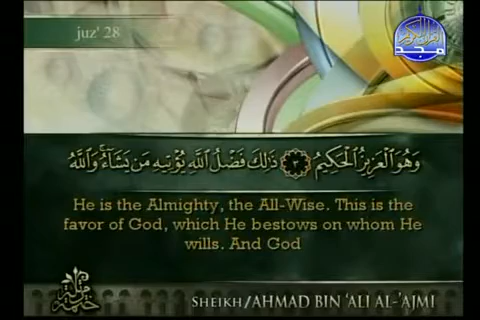 juz' 28
وَهُوَ الْعَزِيزُ الْحَكِيمُ ٣ ذَٰلِكَ فَضْلُ اللَّهِ يُؤْتِيهِ مَن يَشَاءُ ۚ وَاللَّهُ
He is the Almighty, the All-Wise. This is the
favor of God, which He bestows on whom He
wills. And God
SHEIKH/AHMAD BIN 'ALI AL-'AJMI